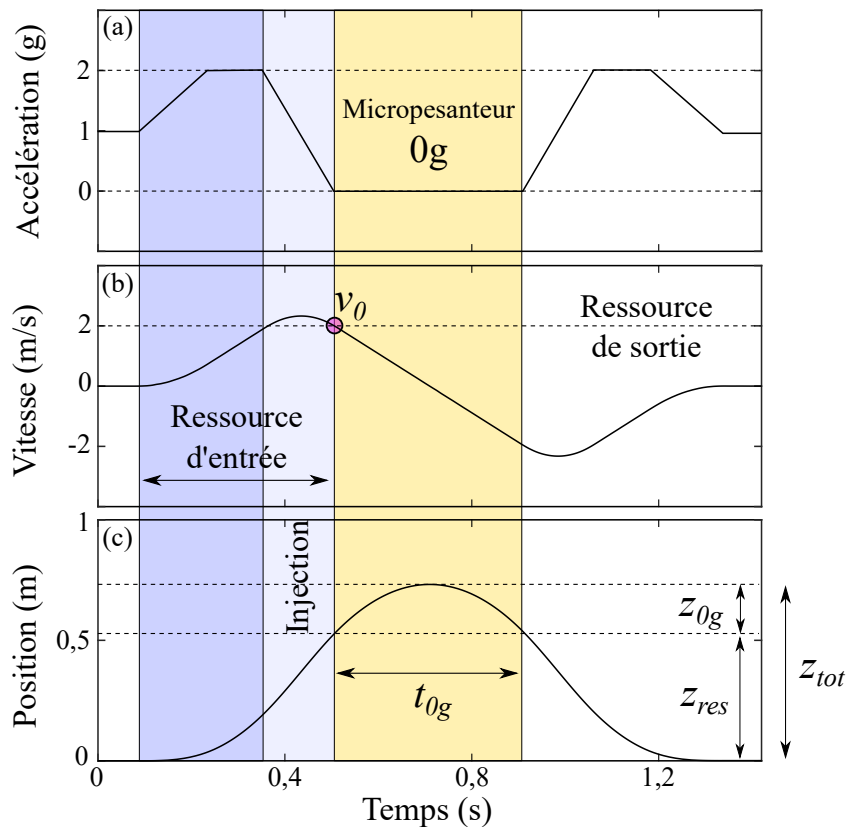 (a)
Accélération (g)
3
2
1
0
Micropesanteur
0g
(b)
Vitesse (m/s)
2
0
-2
v0
Ressource
de sortie
Ressource
d'entrée
(c)
Position (m)
1
0,5
0
Injection
t0g
z0g
zres
ztot
0
0,4
0,8
1,2
Temps (s)